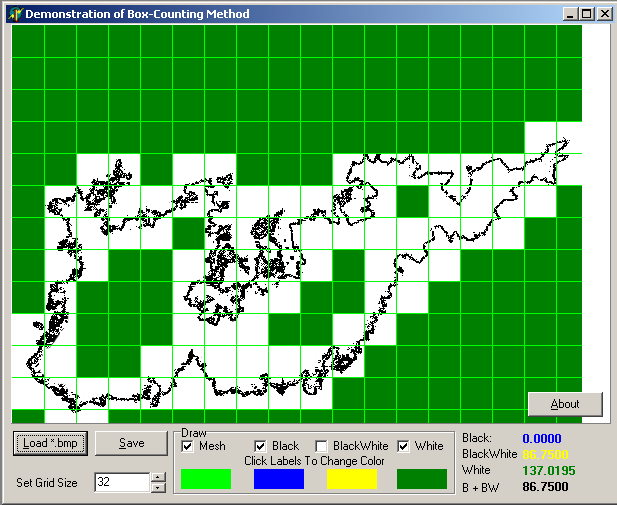 Demonstration of Box-Counting Method
About
Load *.bmp
Save
Set Grid Size
32
Draw
Mesh
Black
BlackWhite
White
Click Labels To Change Color
Black: 0.0000
BlackWhite 86.7500
White 137.0195
B + BW 86.7500